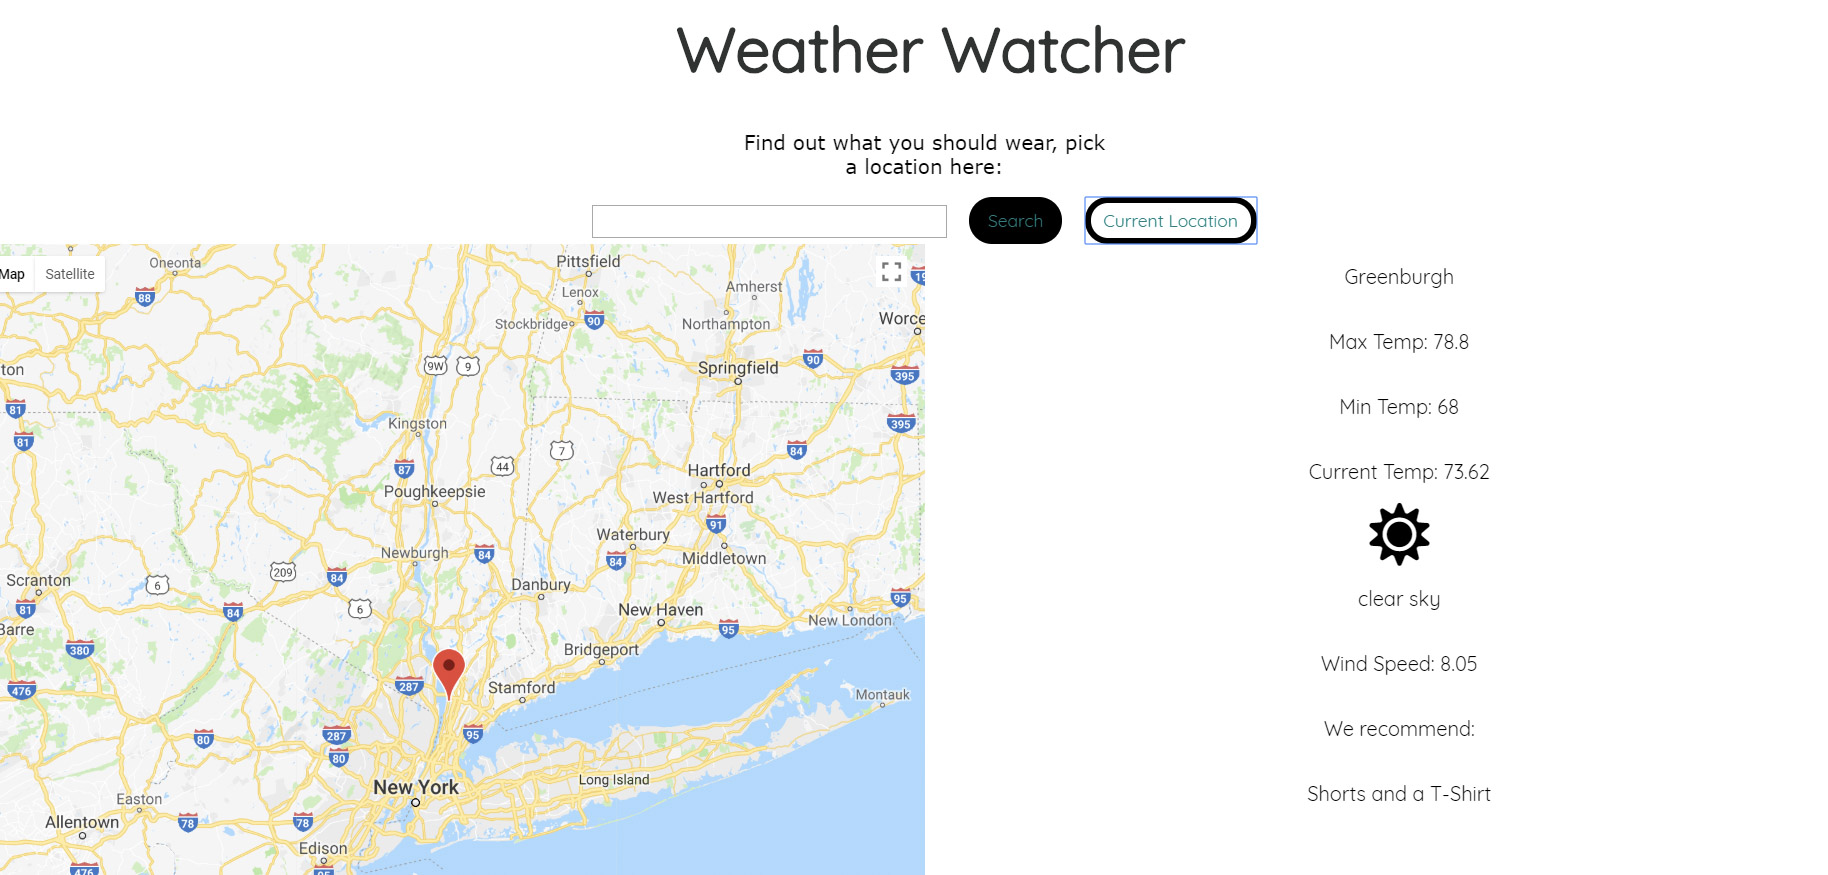 Weather Watcher
Find out what you should wear, pick
a location here:
Search
Current Location
Map
Satellite
Oneonta
Pittsfield
88
Lenox
Amherst
Stockbridge
90
Northampton
9W
9
90
Springfield
395
81
Kingston
395
81
7
84
87
44
Hartford
Poughkeepsie
West Hartford
91
Waterbury
Newburgh
84
Middletown
84
209
84
Scranton
6
Danbury
81
84
6
New Haven
95
New London
95
380
Bridgeport
287
Stamford
476
Montauk
80
287
95
80
New York
Long Island
Easton
Allentown
78
78
Edison
476
95
Greenburgh
Max Temp: 78.8
Min Temp: 68
Current Temp: 73.62
clear sky
Wind Speed: 8.05
We recommend:
Shorts and a T-Shirt